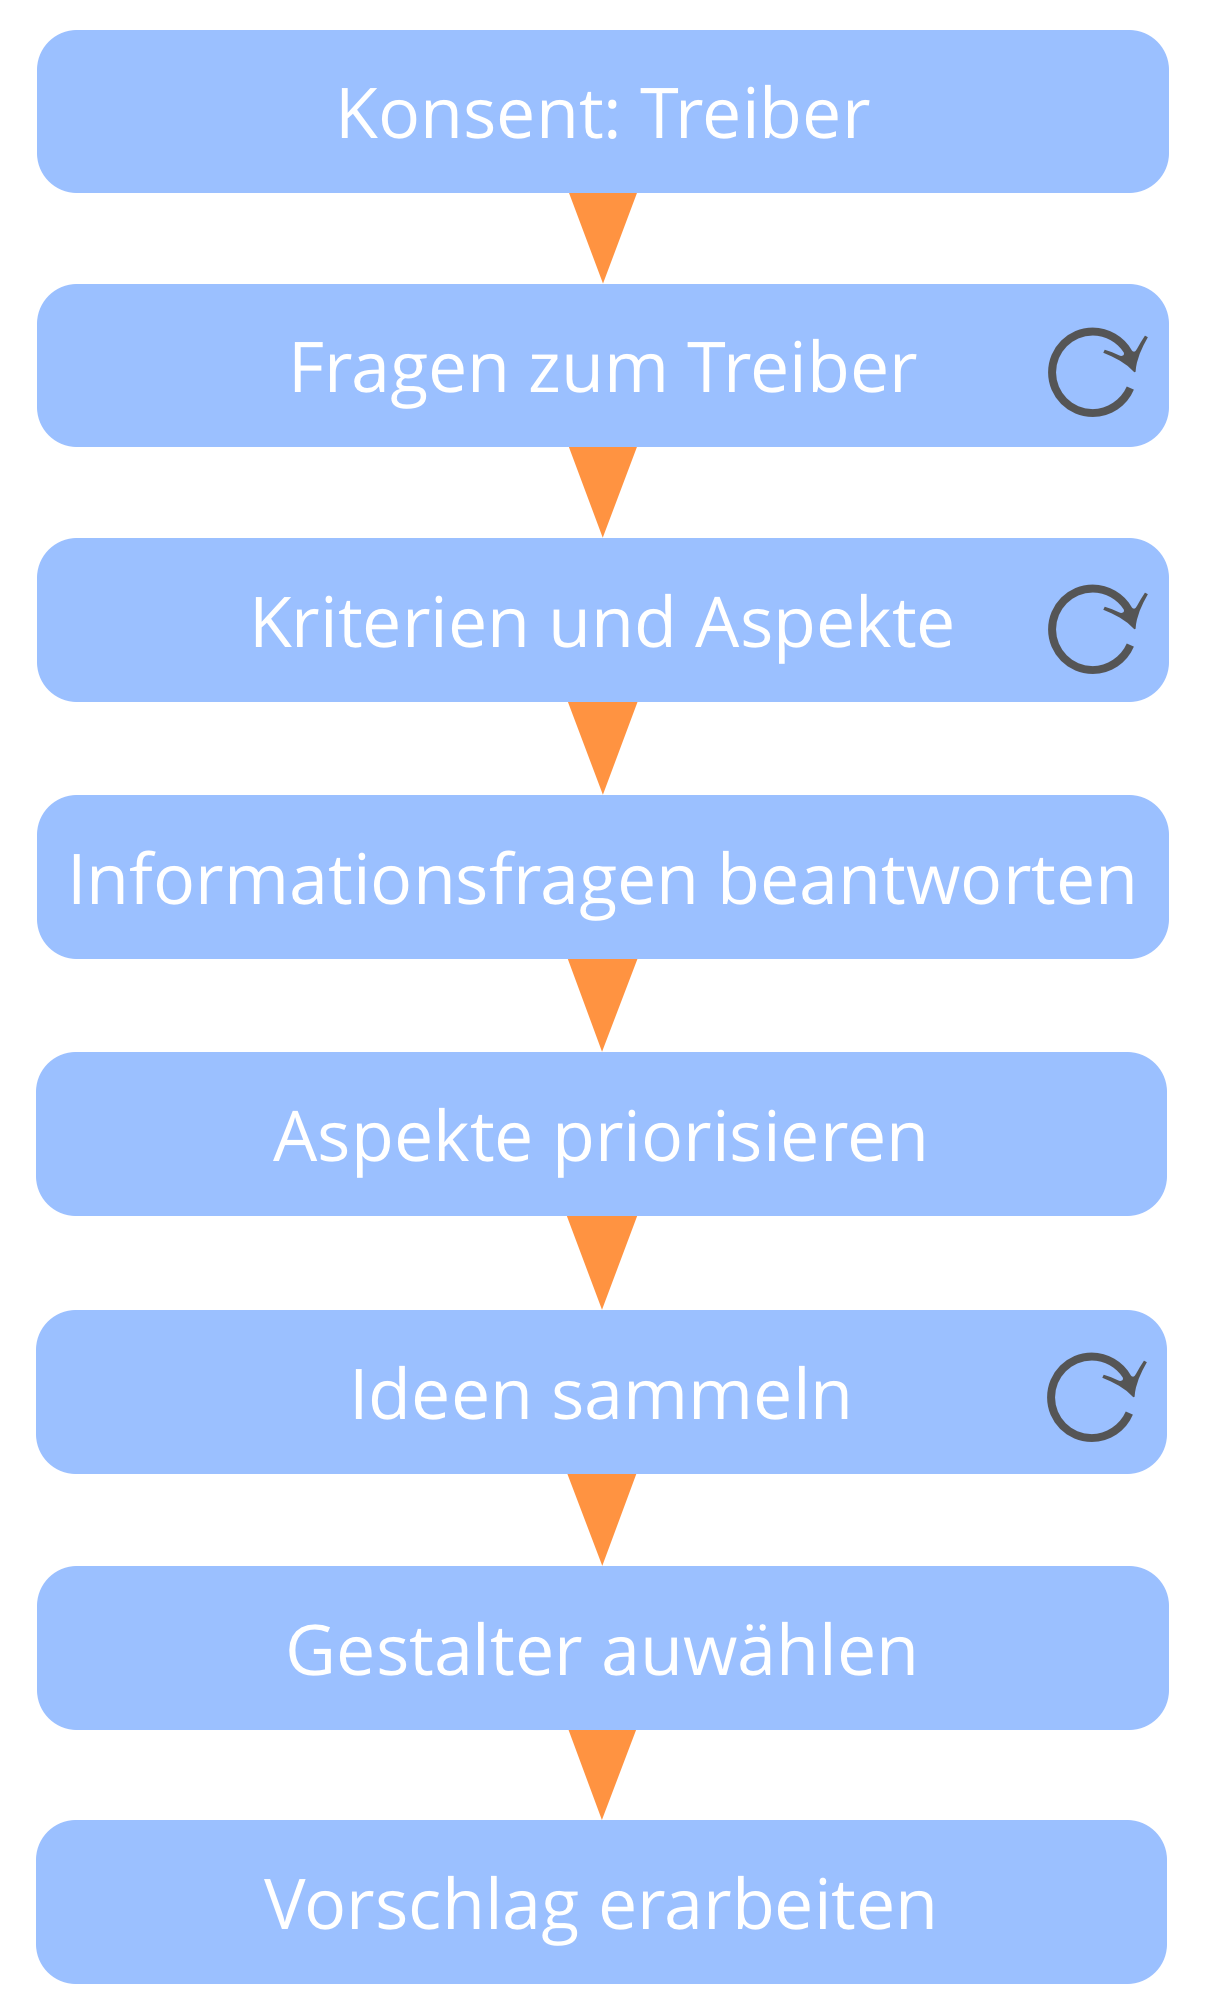 Konsent: Treiber
Fragen zum Treiber
Kriterien und Aspekte
Informationsfragen beantworten
Aspekte priorisieren
Ideen sammeln
Gestalter auwählen
Vorschlag erarbeiten